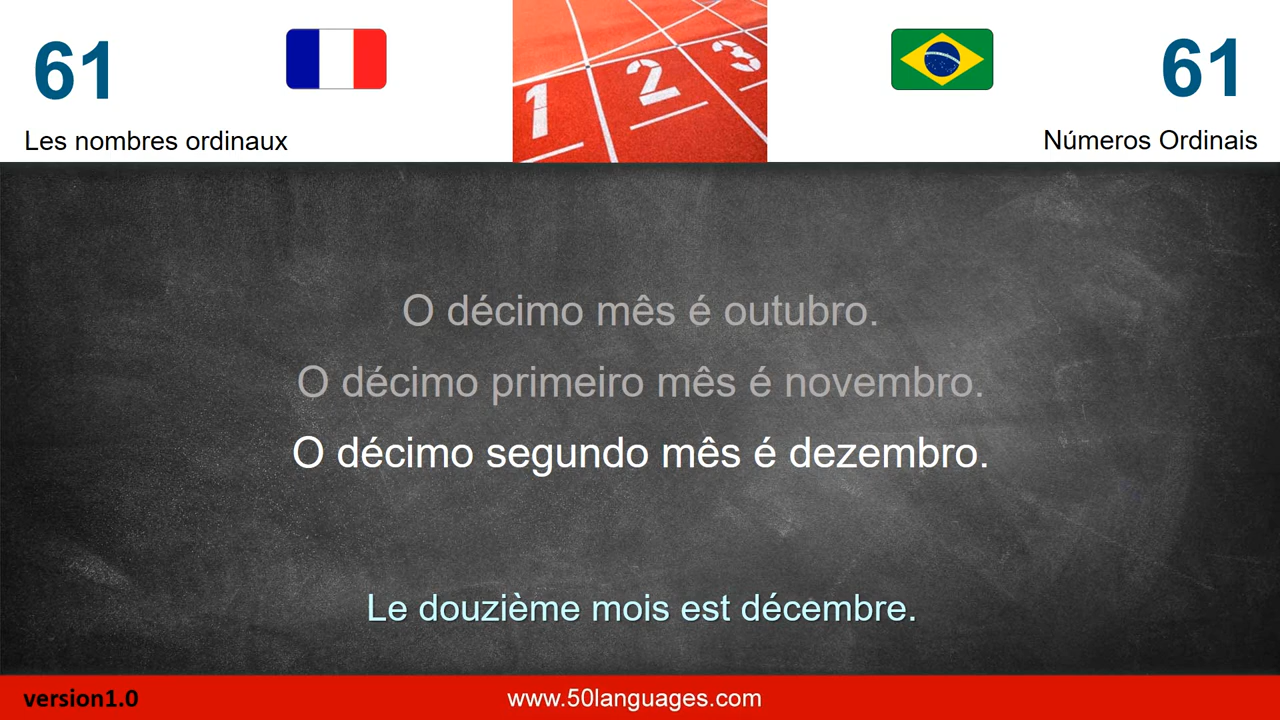 61
61
Les nombres ordinaux
1 2 3
Números Ordinais
O décimo mês é outubro.
O décimo primeiro mês é novembro.
O décimo segundo mês é dezembro.
Le douzième mois est décembre.
version1.0
www.50languages.com